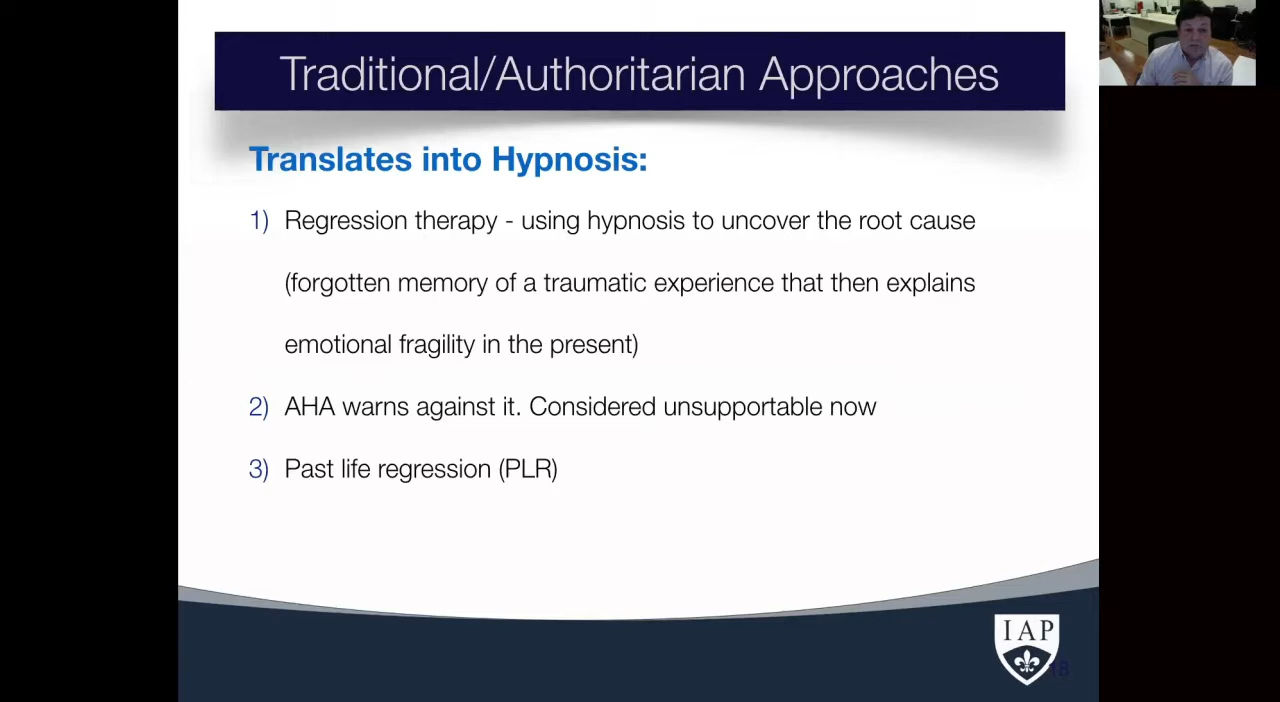 Traditional/Authoritarian Approaches
Translates into Hypnosis:
1) Regression therapy - using hypnosis to uncover the root cause
(forgotten memory of a traumatic experience that then explains
emotional fragility in the present)
2) AHA warns against it. Considered unsupportable now
3) Past life regression (PLR)
IAP
18